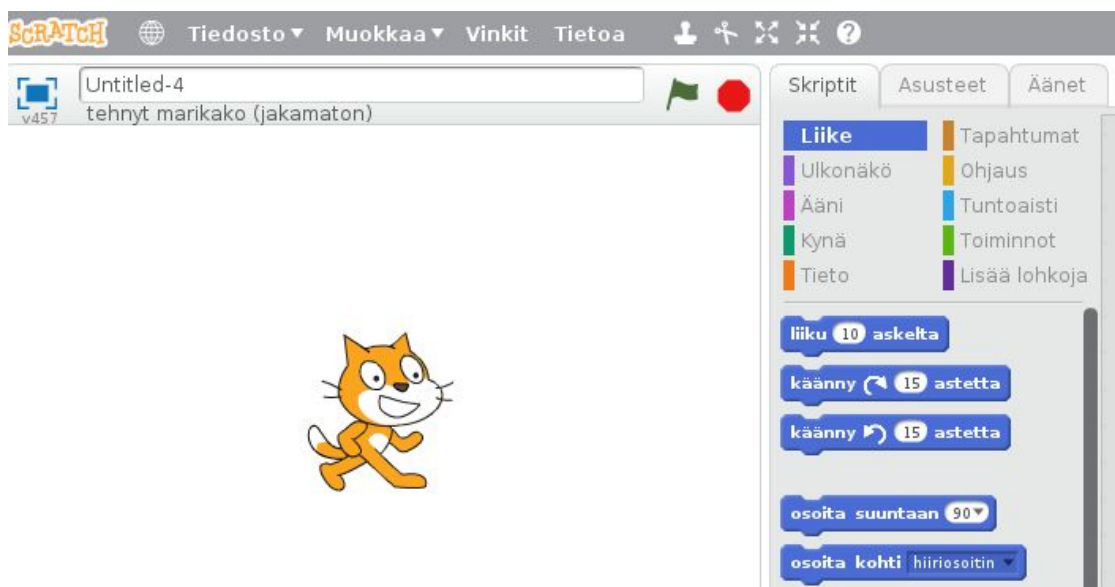 SCRATCH Tiedosto Muokkaa Vinkit Tietoa
Untitled-4
v457 tehnyt marikako (jakamaton)
Skriptit Asusteet Äänet
Liike Tapahtumat
Ulkonäkö Ohjaus
Ääni Tuntoaisti
Kynä Toiminnot
Tieto Lisää lohkoja
liiku 10 askelta
käänny 15 astetta
käänny 15 astetta
osoita suuntaan 90
osoita kohti hiiriosoitin